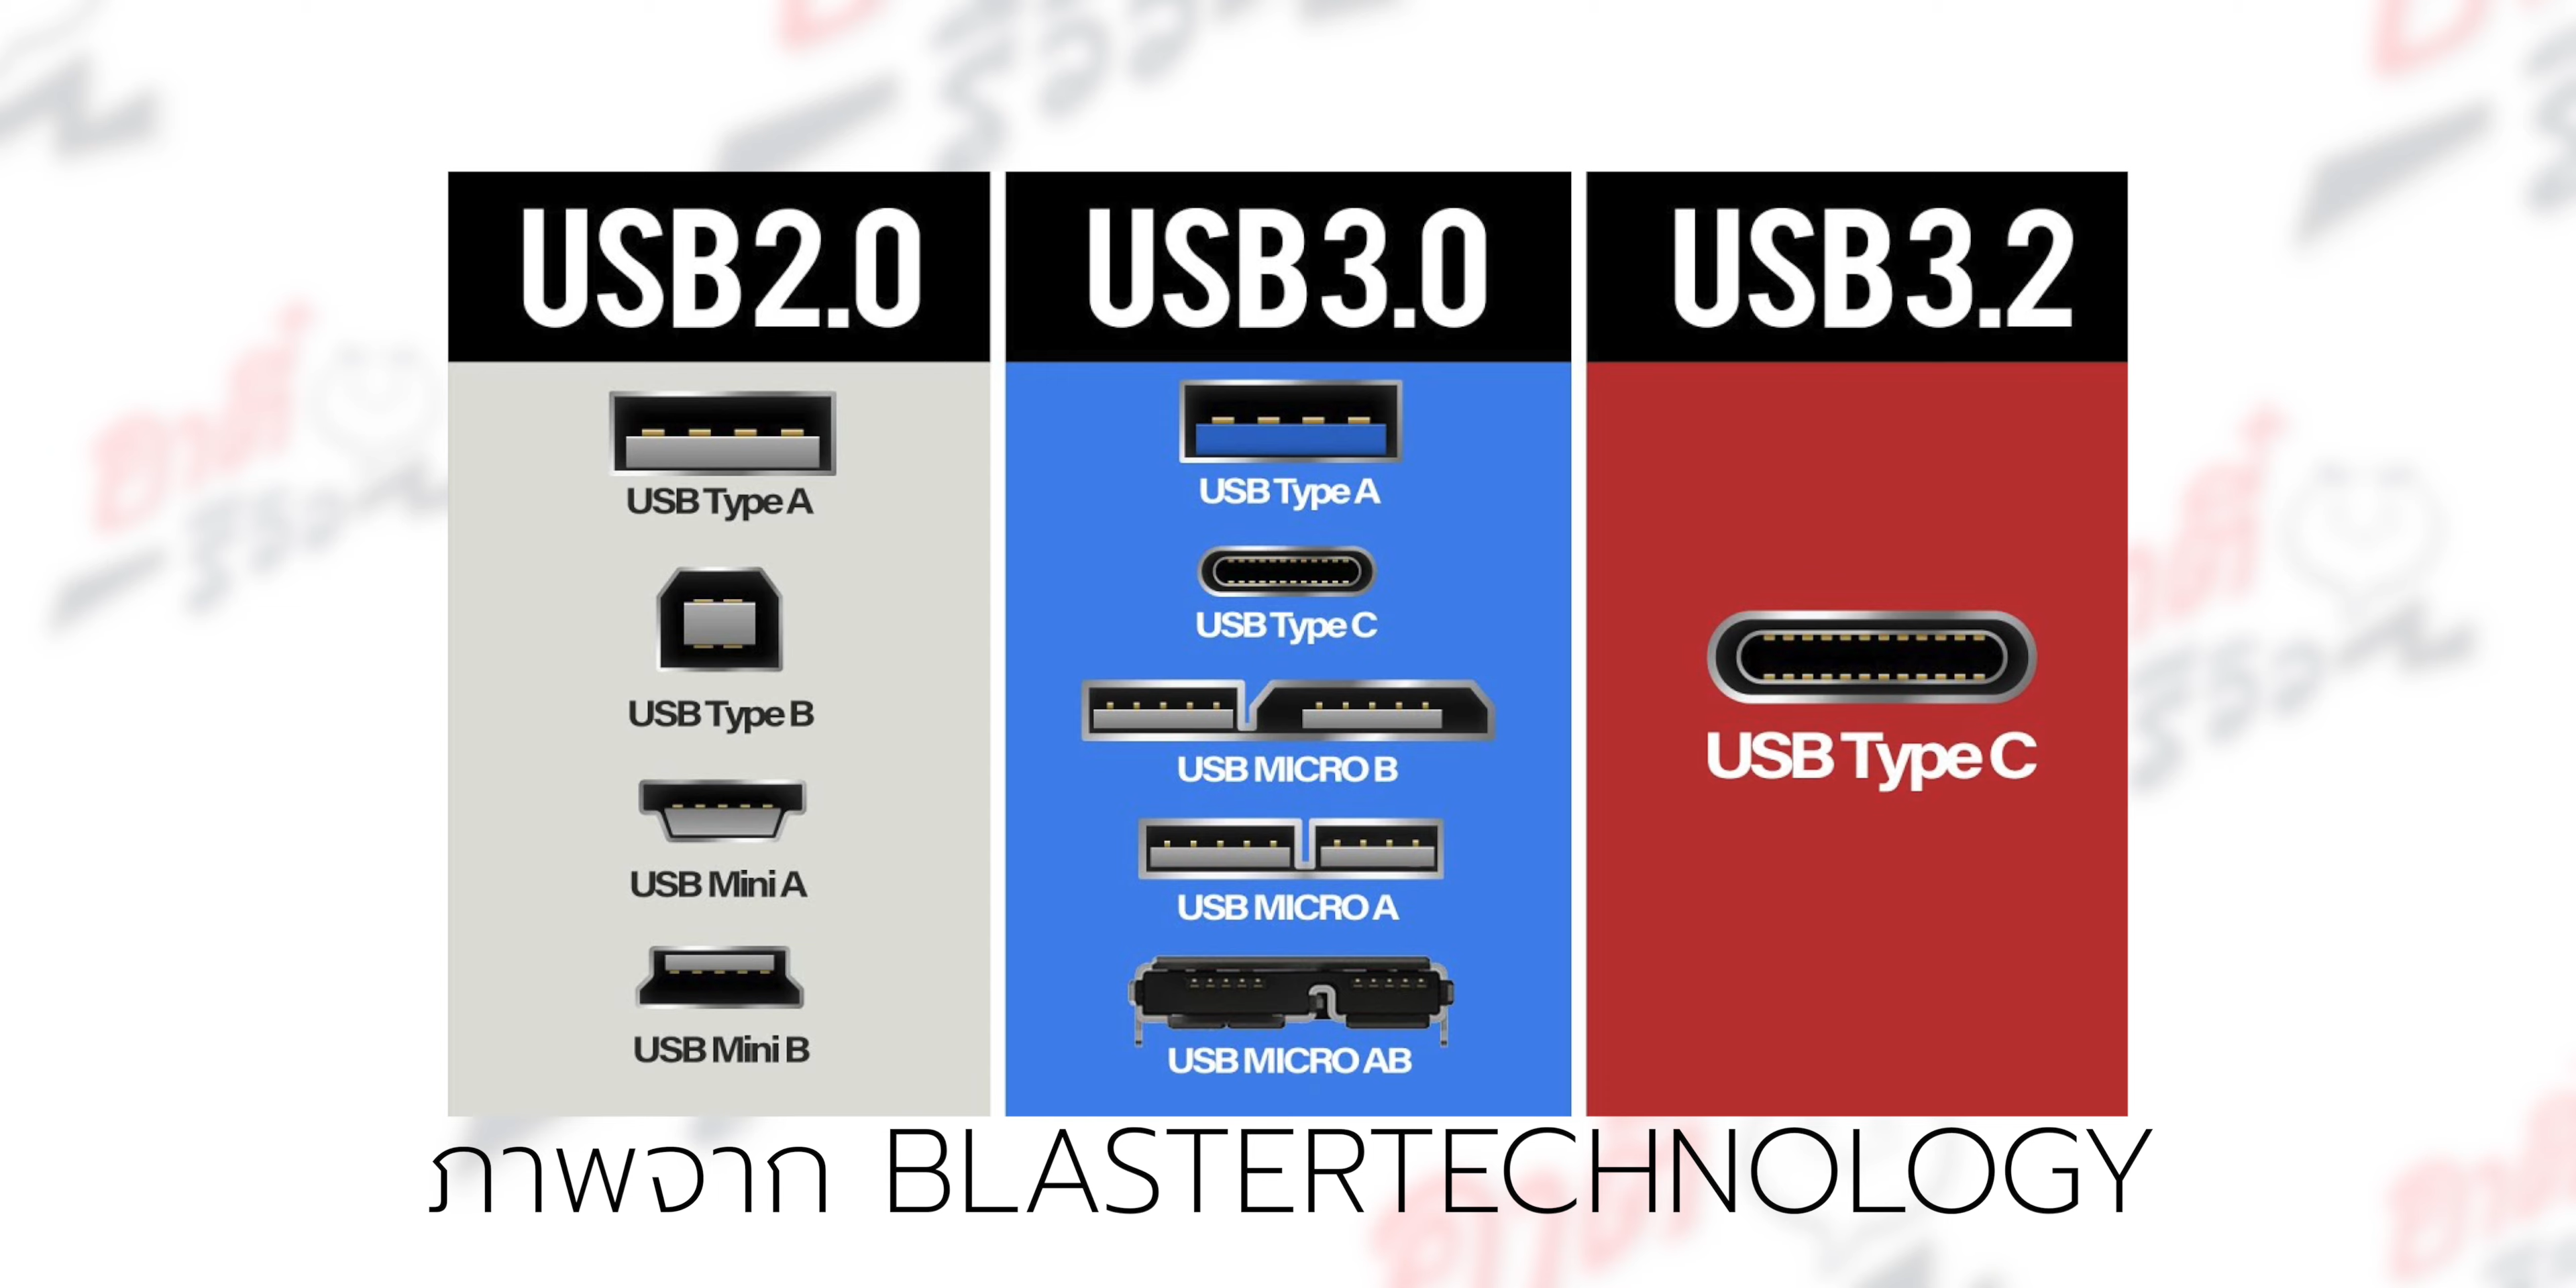 USB2.0
USB Type A
USB Type B
USB Mini A
USB Mini B
USB3.0
USB Type A
USB Type C
USB MICRO B
USB MICRO A
USB MICRO AB
USB3.2
USB Type C
ภาพจาก BLASTERTECHNOLOGY